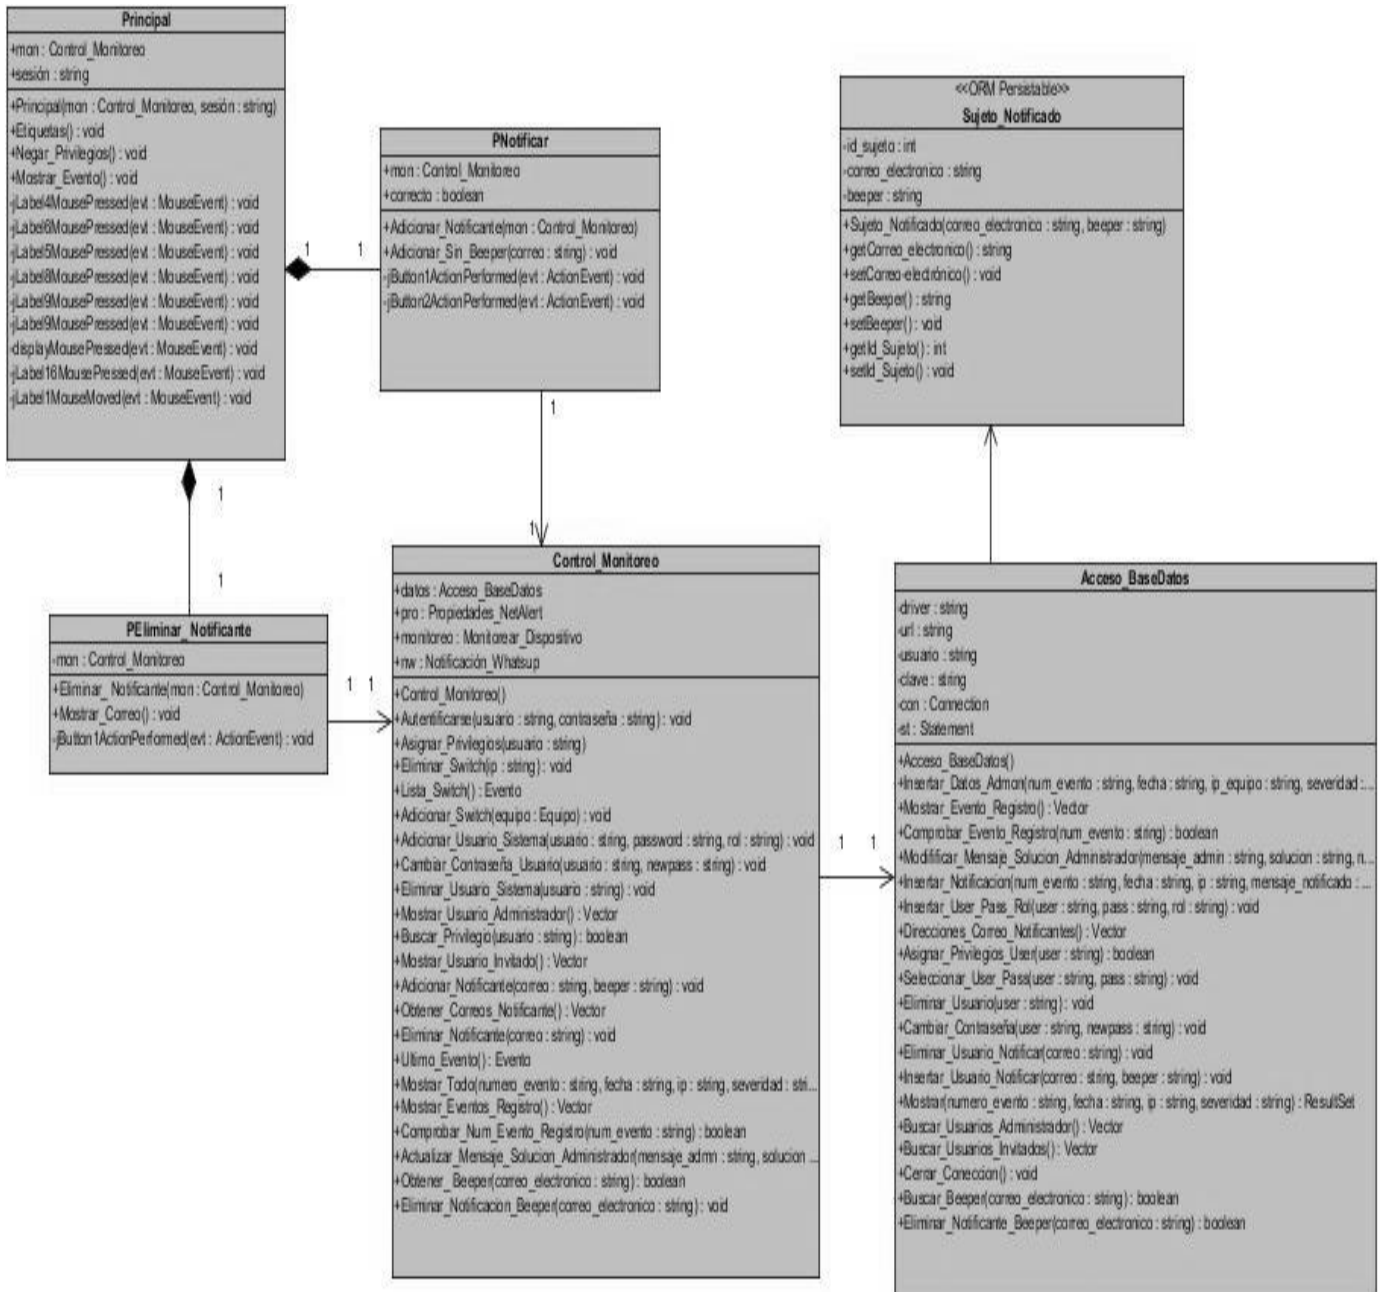 Principal
+mon : Control_Monitoreo
+sesión : string
+Principal(mon : Control_Monitoreo, sesión : string)
+Etiquetas() : void
+Negar_Privilegios() : void
+Mostrar_Evento() : void
-jLabel4MousePressed(evt : MouseEvent) : void
-jLabel6MousePressed(evt : MouseEvent) : void
-jLabel5MousePressed(evt : MouseEvent) : void
-jLabel8MousePressed(evt : MouseEvent) : void
-jLabel9MousePressed(evt : MouseEvent) : void
-jLabel9MousePressed(evt : MouseEvent) : void
-displayMousePressed(evt : MouseEvent) : void
-jLabel16MousePressed(evt : MouseEvent) : void
-jLabel1MouseMoved(evt : MouseEvent) : void
1 1
PNotificar
+mon : Control_Monitoreo
+correcto : boolean
+Adicionar_Notificante(mon : Control_Monitoreo)
+Adicionar_Sin_Beeper(correo : string) : void
-jButton1ActionPerformed(evt : ActionEvent) : void
-jButton2ActionPerformed(evt : ActionEvent) : void
<<ORM Persistable>>
Sujeto_Notificado
-id_sujeto : int
-correo_electronico : string
-beeper : string
+Sujeto_Notificado(correo_electronico : string, beeper : string)
+getCorreo_electronico() : string
+setCorreo-electrónico() : void
+getBeeper() : string
+setBeeper() : void
+getId_Sujeto() : int
+setId_Sujeto() : void
1
1
1
1
PEliminar_Notificante
-mon : Control_Monitoreo
+Eliminar_Notificante(mon : Control_Monitoreo)
+Mostrar_Correo() : void
-jButton1ActionPerformed(evt : ActionEvent) : void
1 1
Control_Monitoreo
+datos : Acceso_BaseDatos
+pro : Propiedades_NetAlert
+monitoreo : Monitorear_Dispositivo
+nw : Notificación_Whatsup
+Control_Monitoreo()
+Autentificarse(usuario : string, contraseña : string) : void
+Asignar_Privilegios(usuario : string)
+Eliminar_Switch(ip : string) : void
+Lista_Switch() : Evento
+Adicionar_Switch(equipo : Equipo) : void
+Adicionar_Usuario_Sistema(usuario : string, password : string, rol : string) : void
+Cambiar_Contraseña_Usuario(usuario : string, newpass : string) : void
+Eliminar_Usuario_Sistema(usuario : string) : void
+Mostrar_Usuario_Administrador() : Vector
+Buscar_Privilegio(usuario : string) : boolean
+Mostrar_Usuario_Invitado() : Vector
+Adicionar_Notificante(correo : string, beeper : string) : void
+Obtener_Correos_Notificante() : Vector
+Eliminar_Notificante(correo : string) : void
+Ultimo_Evento() : Evento
+Mostrar_Todo(numero_evento : string, fecha : string, ip : string, severidad : stri...
+Mostrar_Eventos_Registro() : Vector
+Comprobar_Num_Evento_Registro(num_evento : string) : boolean
+Actualizar_Mensaje_Solucion_Administrador(mensaje_admn : string, solucion ...
+Obtener_Beeper(correo_electronico : string) : boolean
+Eliminar_Notificacion_Beeper(correo_electronico : string) : void
1 1
Acceso_BaseDatos
-driver : string
-url : string
-usuario : string
-clave : string
-con : Connection
-st : Statement
+Acceso_BaseDatos()
+Insertar_Datos_Admon(num_evento : string, fecha : string, ip_equipo : string, severidad :...
+Mostrar_Evento_Registro() : Vector
+Comprobar_Evento_Registro(num_evento : string) : boolean
+Modifificar_Mensaje_Solucion_Administrador(mensaje_admin : string, solucion : string, n...
+Insertar_Notificacion(num_evento : string, fecha : string, ip : string, mensaje_notificado : ...
+Insertar_User_Pass_Rol(user : string, pass : string, rol : string) : void
+Direcciones_Correo_Notificantes() : Vector
+Asignar_Privilegios_User(user : string) : boolean
+Seleccionar_User_Pass(user : string, pass : string) : void
+Eliminar_Usuario(user : string) : void
+Cambiar_Contraseña(user : string, newpass : string) : void
+Eliminar_Usuario_Notificar(correo : string) : void
+Insertar_Usuario_Notificar(correo : string, beeper : string) : void
+Mostrar(numero_evento : string, fecha : string, ip : string, severidad : string) : ResultSet
+Buscar_Usuarios_Administrador() : Vector
+Buscar_Usuarios_Invitados() : Vector
+Cerrar_Coneccion() : void
+Buscar_Beeper(correo_electronico : string) : boolean
+Eliminar_Notificante_Beeper(correo_electronico : string) : boolean